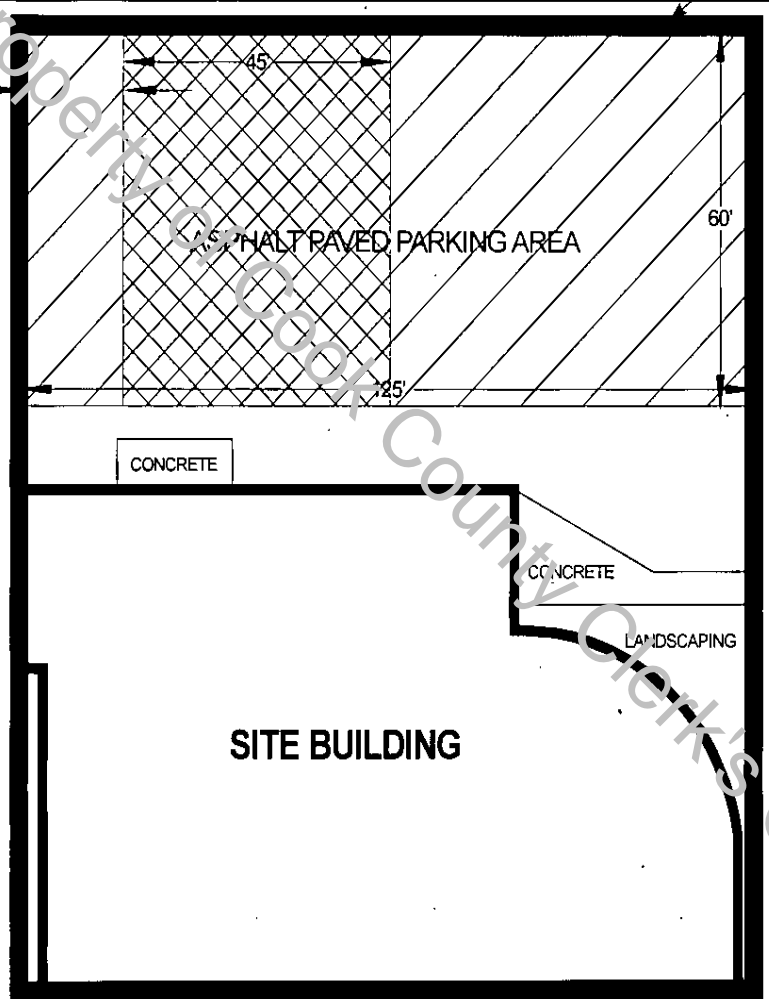 45'
60'
ASPHALT PAVED PARKING AREA
125'
CONCRETE
CONCRETE
LANDSCAPING
SITE BUILDING
Property of Cook County Clerk's